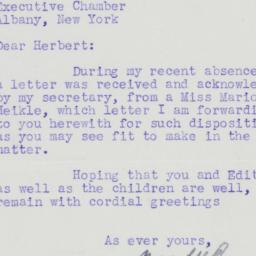 Executive Chamber
Albany, New York
Dear Herbert:
During my recent absence
a letter was received and acknowle
by my secretary, from a Miss Mario
Meikle, which letter I am forwardi
to you herewith for such dispositi
as you may see fit to make in the
matter.
Hoping that you and Edit
as well as the children are well,
remain with cordial greetings
As ever yours,